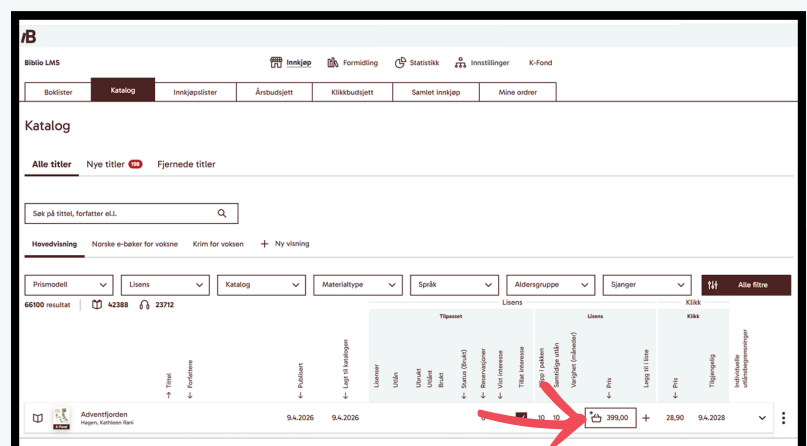 B
Biblio LMS
Innkjøp
Formidling
Statistikk
Innstillinger
K-Fond
Boklister
Katalog
Innkjøpslister
Årsbudsjett
Klikkbudsjett
Samlet innkjøp
Mine ordrer
Katalog
Alle titler
Nye titler 198
Fjernede titler
Søk på tittel, forfatter el.l.
Hovedvisning
Norske e-bøker for voksne
Krim for voksen
+ Ny visning
Prismodell
Lisens
Katalog
Materialtype
Språk
Aldersgruppe
Sjanger
Alle filtre
66100 resultat
42388
23712
Lisens
Klikk
Tilpasset
Lisens
Klikk
Tittel
Forfattere
Publisert
Lagt til katalogen
Lisenser
Utlån
Ubrukt
Utlånt
Brukt
Status (Brukt)
Reservasjoner
Vist interesse
Tillat interesse
i pakken
Samtidige utlån
Varighet (måneder)
Pris
Legg til i liste
Pris
Tilgjengelig
Individuelle
utlånsbegrensninger
Adventfjorden
Hagen, Kathleen Rani
K-Fond
9.4.2026
9.4.2026
10
10
399,00
+
28,90
9.4.2028